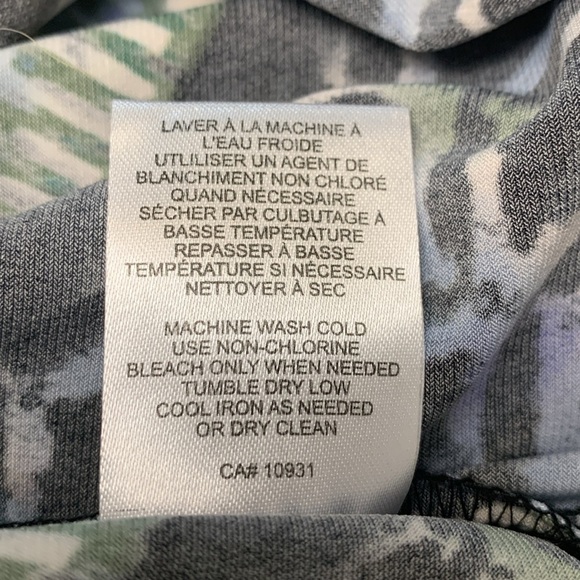 LAVER À LA MACHINE À
L'EAU FROIDE
UTLILISER UN AGENT DE
BLANCHIMENT NON CHLORÉ
QUAND NÉCESSAIRE
SÉCHER PAR CULBUTAGE À
BASSE TEMPÉRATURE
REPASSER À BASSE
TEMPÉRATURE SI NÉCESSAIRE
NETTOYER À SEC
MACHINE WASH COLD
USE NON-CHLORINE
BLEACH ONLY WHEN NEEDED
TUMBLE DRY LOW
COOL IRON AS NEEDED
OR DRY CLEAN
CA# 10931